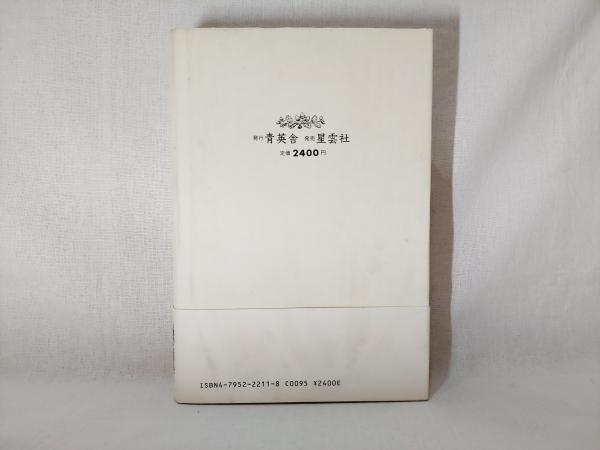 発行 青英舎 発売 星雲社
定価 2400円
ISBN4-7952-2211-8 C0095 ¥2400E